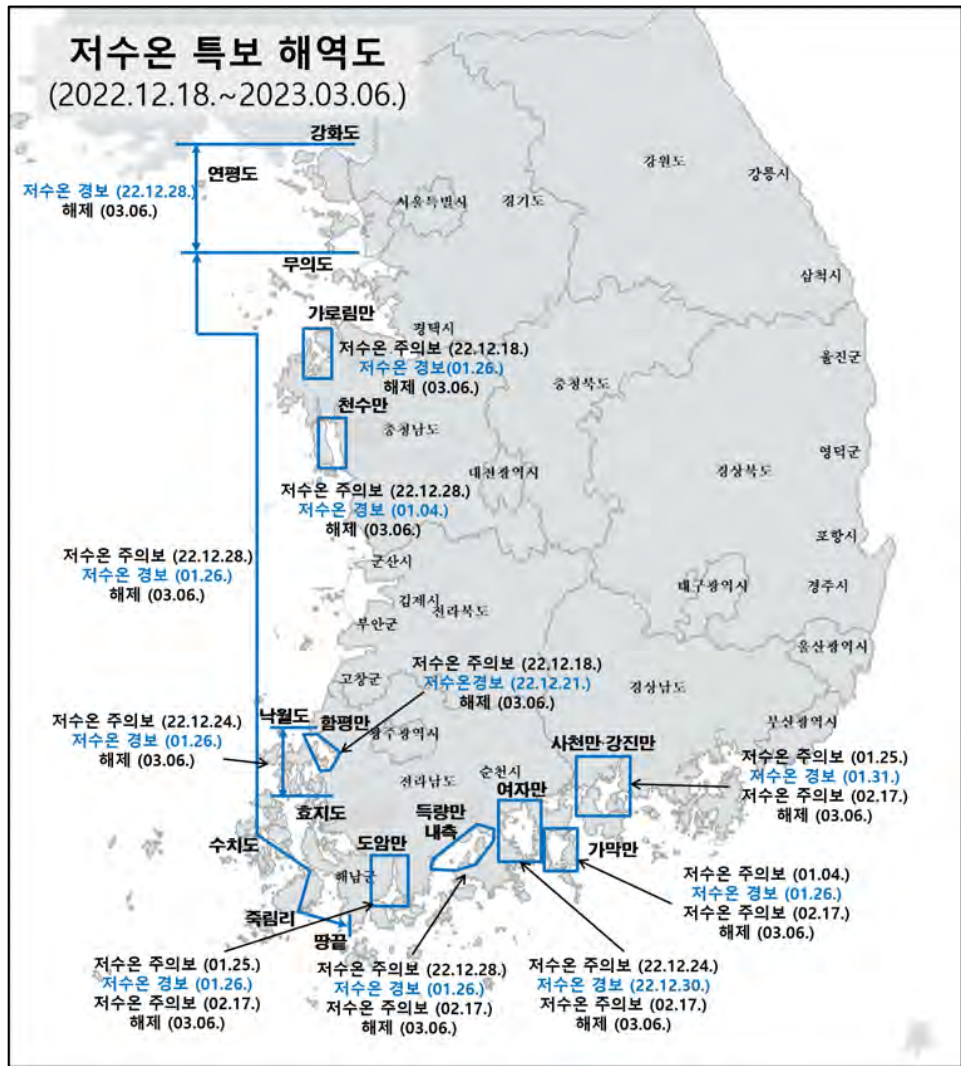 저수온 특보 해역도
(2022.12.18.~2023.03.06.)
강화도
연평도
저수온 경보 (22.12.28.)
해제 (03.06.)
무의도
서울특별시
경기도
강원도
강릉시
삼척시
가로림만
평택시
저수온 주의보 (22.12.18.)
저수온 경보(01.26.)
해제 (03.06.)
울진군
충청북도
천수만
충청남도
대전광역시
경상북도
영덕군
저수온 주의보 (22.12.28.)
저수온 경보 (01.04.)
해제 (03.06.)
포항시
저수온 주의보 (22.12.28.)
저수온 경보 (01.26.)
해제 (03.06.)
군산시
김제시
전라북도
부안군
대구광역시
경주시
울산광역시
고창군
저수온 주의보 (22.12.18.)
저수온경보 (22.12.21.)
해제 (03.06.)
경상남도
부산광역시
낙월도
함평만
광주광역시
저수온 주의보 (22.12.24.)
저수온 경보 (01.26.)
해제 (03.06.)
사천만·강진만
저수온 주의보 (01.25.)
저수온 경보 (01.31.)
저수온 주의보 (02.17.)
해제 (03.06.)
전라남도
순천시
여자만
효지도
득량만
내측
수치도
도암만
해남군
가막만
저수온 주의보 (01.04.)
저수온 경보 (01.26.)
저수온 주의보 (02.17.)
해제 (03.06.)
죽림리
땅끝
저수온 주의보 (01.25.)
저수온 경보 (01.26.)
저수온 주의보 (02.17.)
해제 (03.06.)
저수온 주의보 (22.12.28.)
저수온 경보 (01.26.)
저수온 주의보 (02.17.)
해제 (03.06.)
저수온 주의보 (22.12.24.)
저수온 경보 (22.12.30.)
저수온 주의보 (02.17.)
해제 (03.06.)